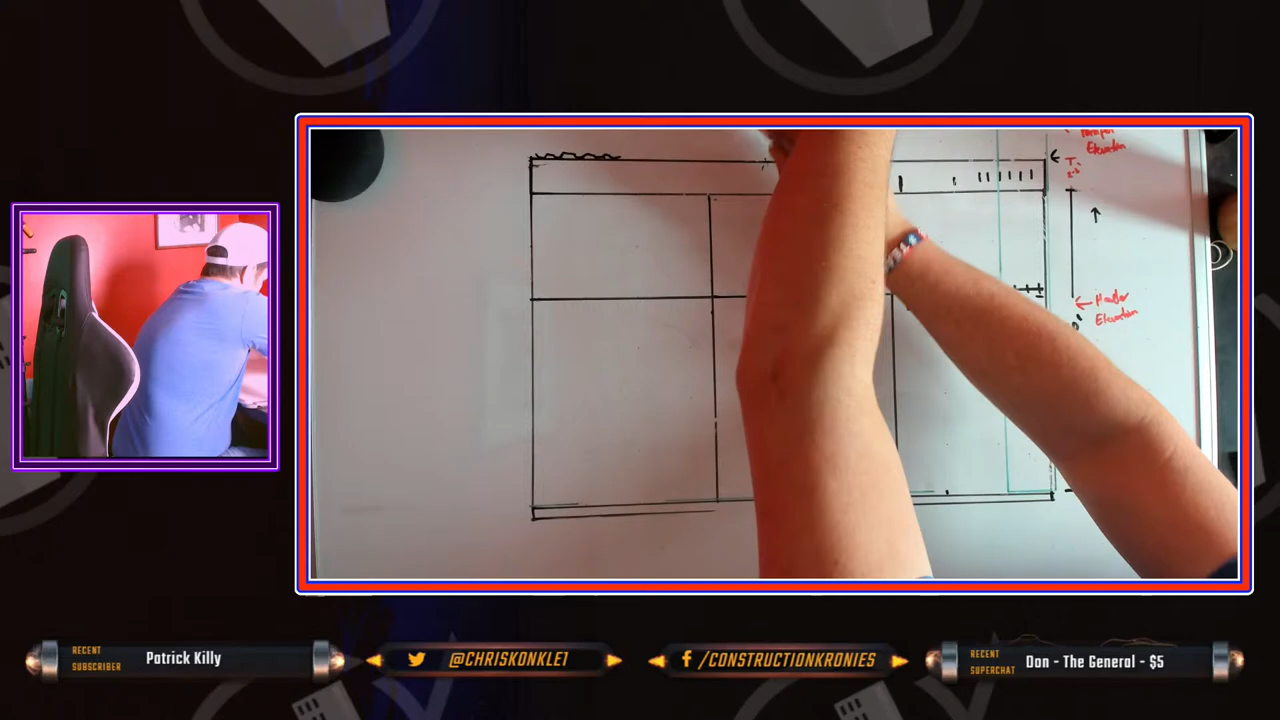 Elevation
← Header
Elevation
RECENT
SUBSCRIBER
Patrick Killy
@CHRISKONKLE1
/CONSTRUCTIONKRONIES
RECENT
SUPERCHAT
Don - The General - $5